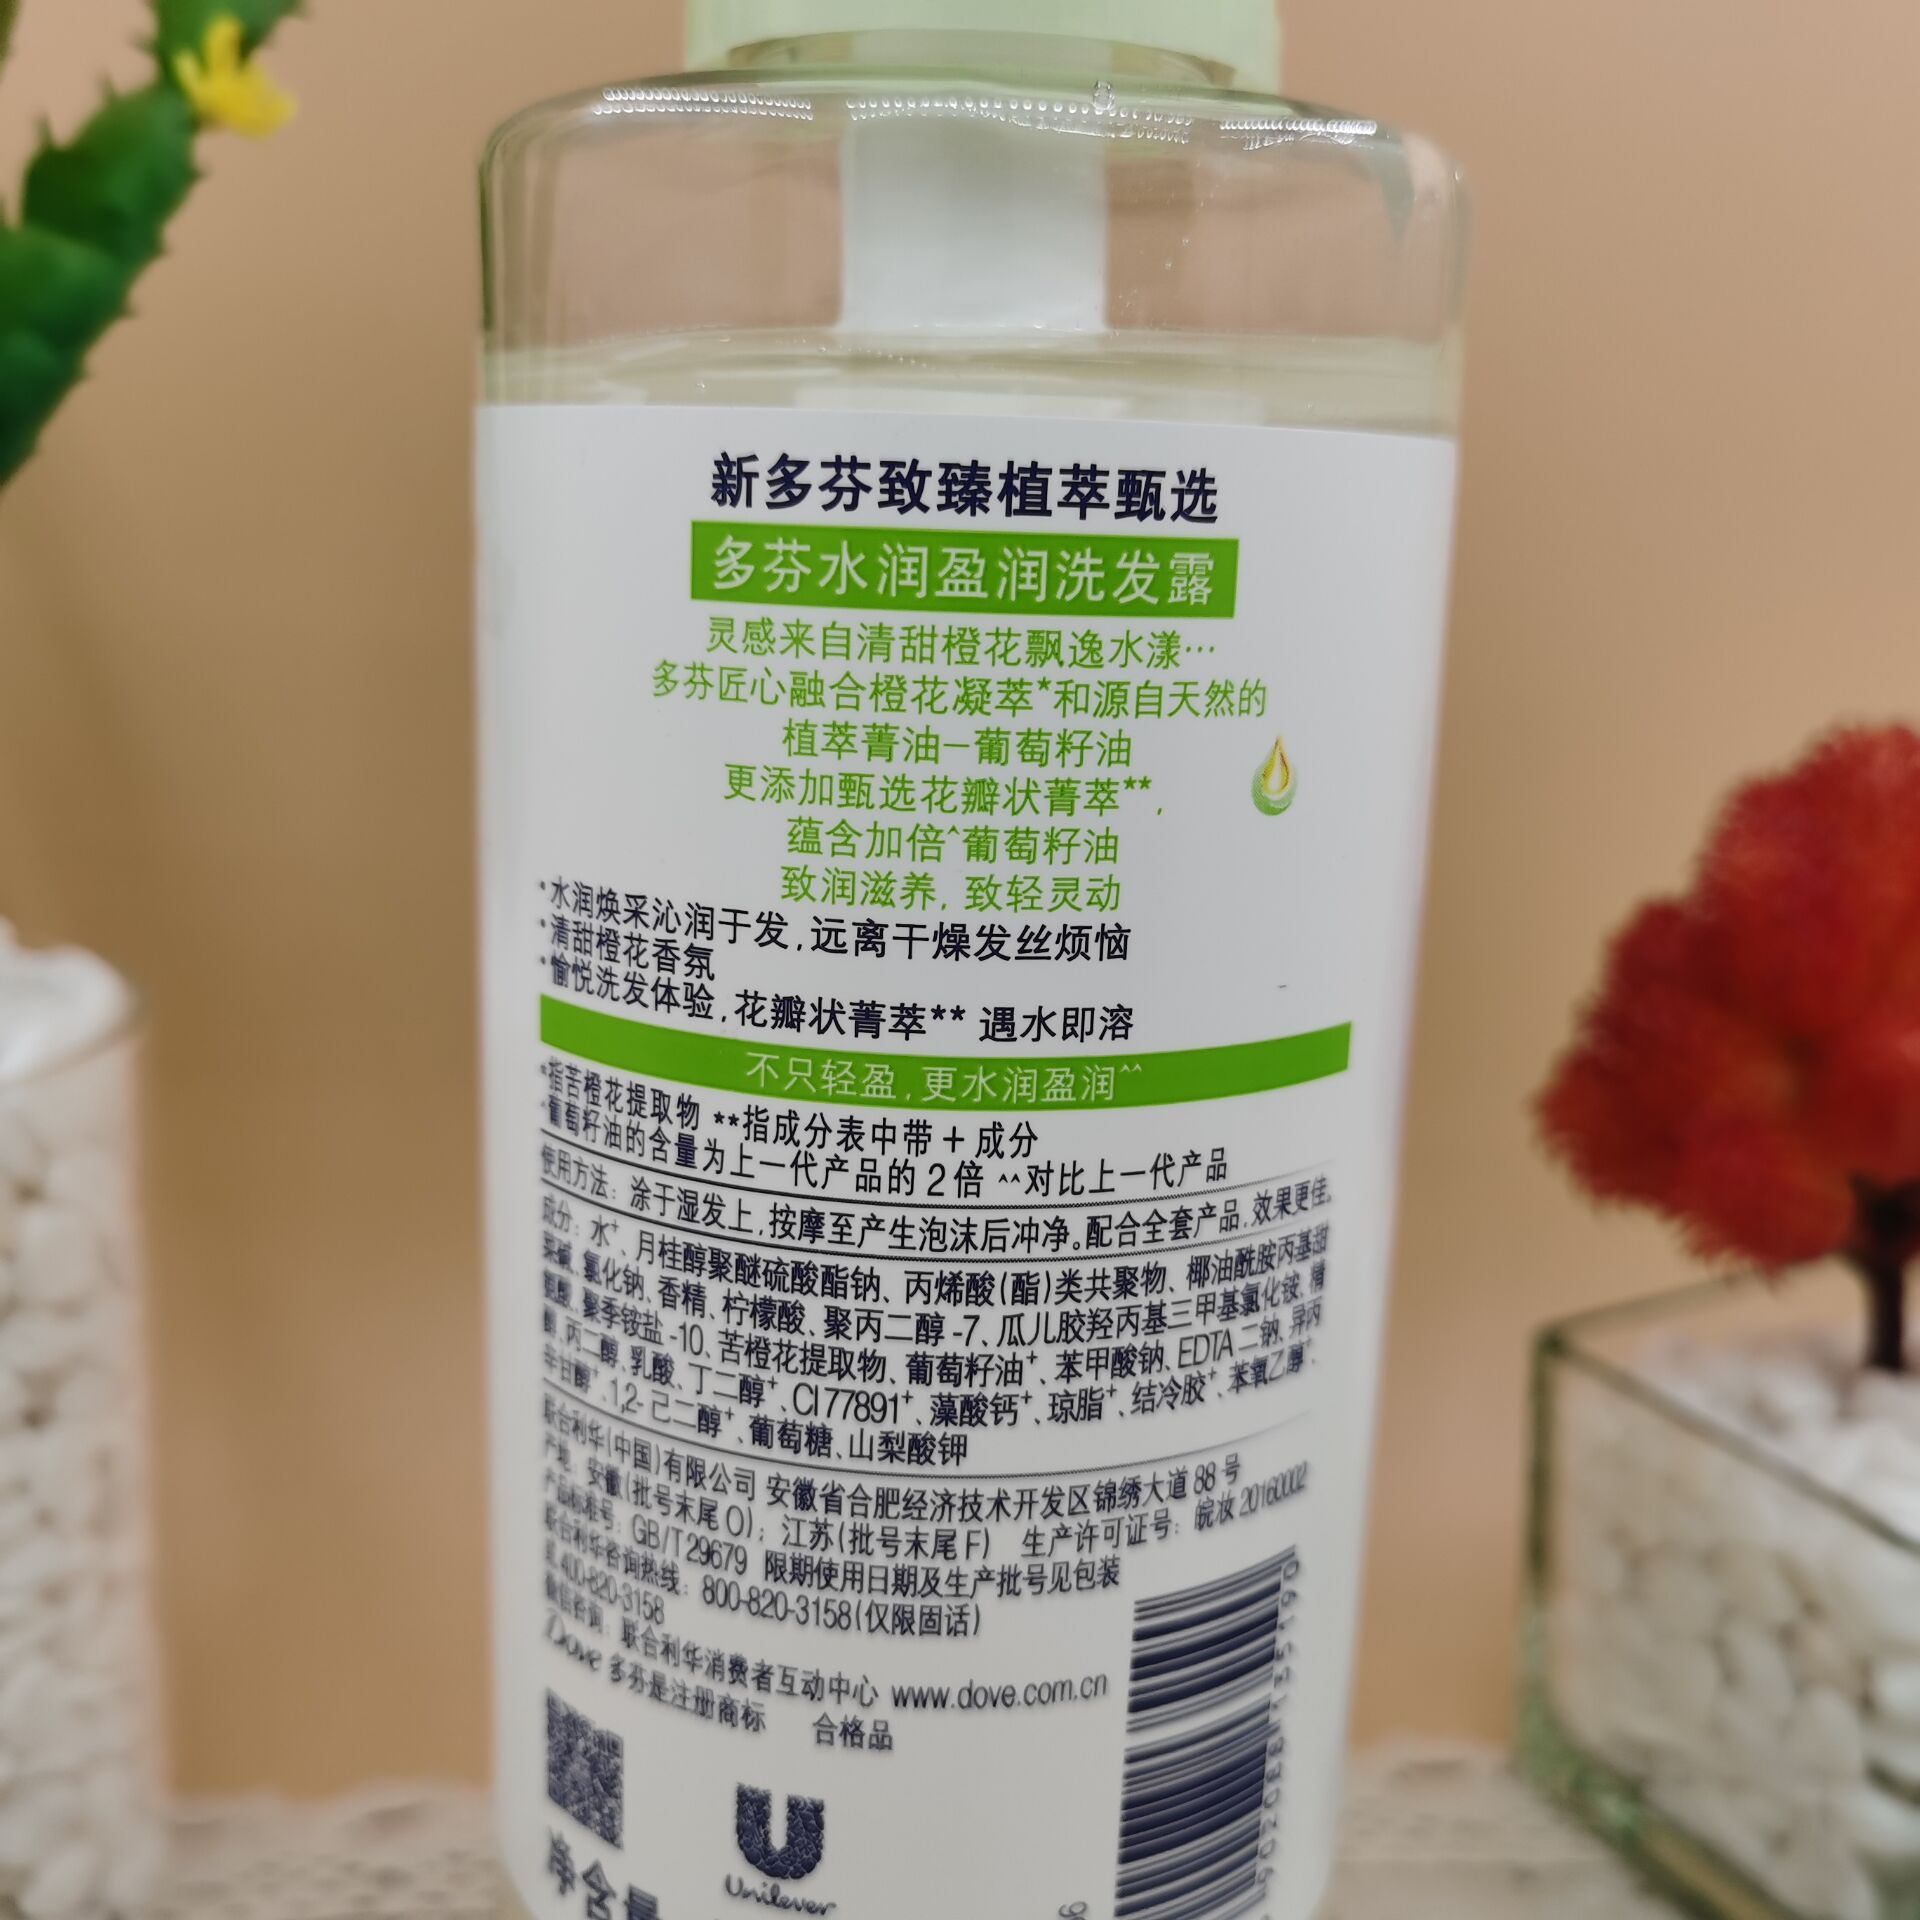 新多芬致臻植萃甄选
多芬水润盈润洗发露
灵感来自清甜橙花飘逸水漾…
多芬匠心融合橙花凝萃*和源自天然的
植萃菁油—葡萄籽油
更添加甄选花瓣状菁萃**,
蕴含加倍^葡萄籽油
致润滋养, 致轻灵动
·水润焕采沁润于发, 远离干燥发丝烦恼
·清甜橙花香氛
·愉悦洗发体验, 花瓣状菁萃** 遇水即溶
不只轻盈, 更水润盈润^^
*指苦橙花提取物 **指成分表中带 + 成分
^葡萄籽油的含量为上一代产品的 2 倍 ^^对比上一代产品
使用方法: 涂于湿发上, 按摩至产生泡沫后冲净。配合全套产品, 效果更佳。
成分: 水+、月桂醇聚醚硫酸酯钠、丙烯酸(酯)类共聚物、椰油酰胺丙基甜
菜碱、氯化钠、香精、柠檬酸、聚丙二醇 -7、瓜儿胶羟丙基三甲基氯化铵、精
氨酸、聚季铵盐 -10、苦橙花提取物、葡萄籽油+、苯甲酸钠、EDTA 二钠、异丙
醇、丙二醇、乳酸、丁二醇+、CI 77891+、藻酸钙+、琼脂+、结冷胶+、苯氧乙醇+、
辛甘醇+、1,2- 己二醇+、葡萄糖、山梨酸钾
联合利华(中国)有限公司 安徽省合肥经济技术开发区锦绣大道 88 号
产地: 安徽(批号末尾 O); 江苏(批号末尾 F) 生产许可证号: 皖妆 20160002
产品标准号: GB/T 29679 限期使用日期及生产批号见包装
联合利华咨询热线: 800-820-3158(仅限固话)
或 400-820-3158
微信咨询: 联合利华消费者互动中心 www.dove.com.cn
Dove 多芬是注册商标 合格品
Unilever
净含量